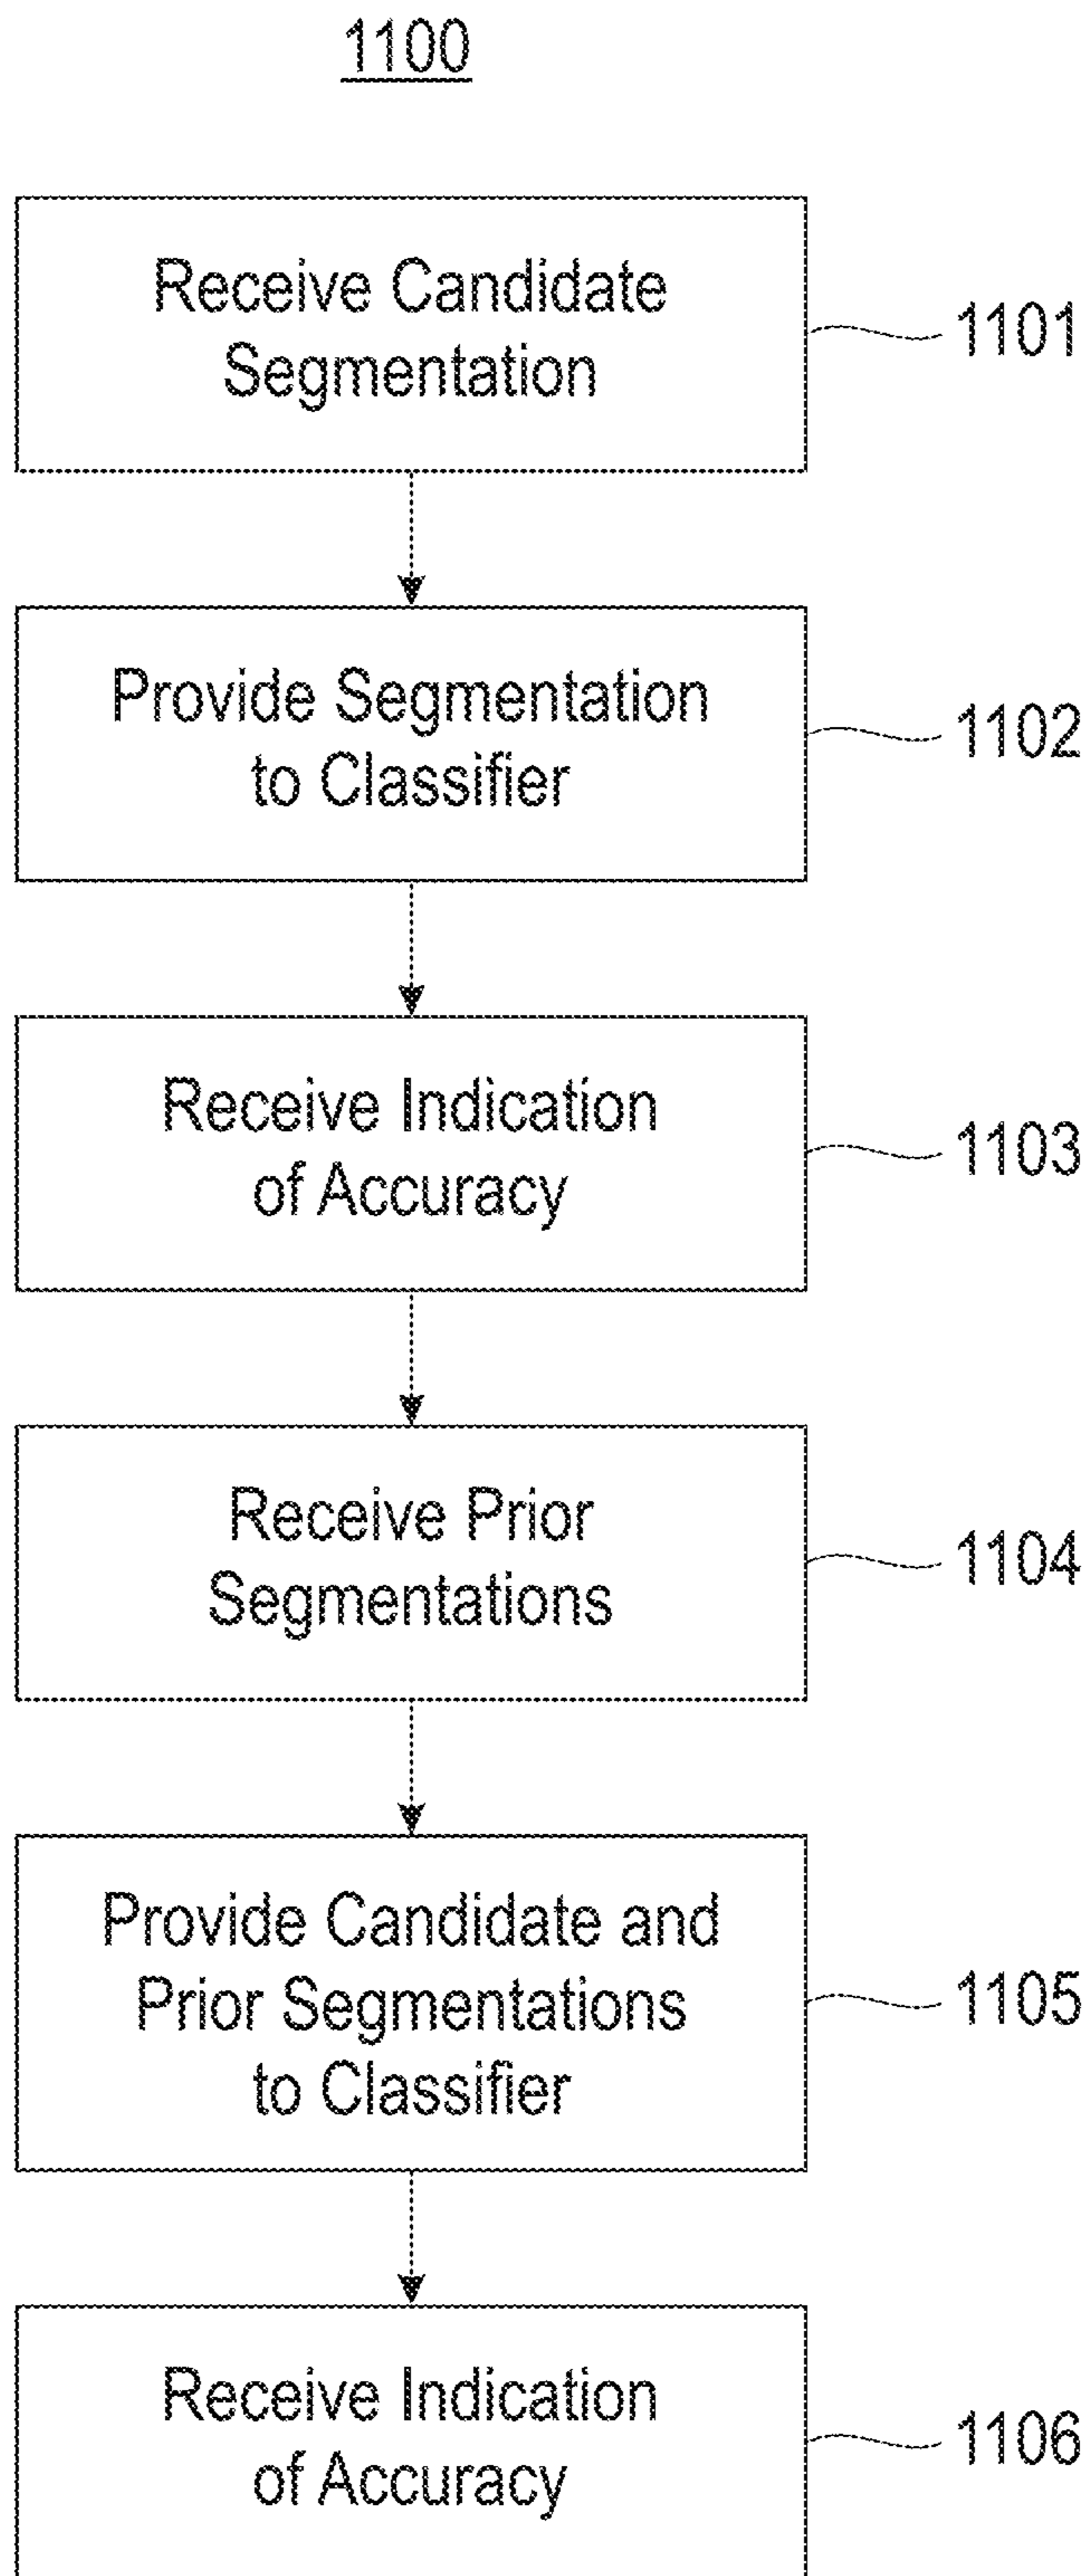 1100
Receive Candidate
Segmentation
1101
Provide Segmentation
to Classifier
1102
Receive Indication
of Accuracy
1103
Receive Prior
Segmentations
1104
Provide Candidate and
Prior Segmentations
to Classifier
1105
Receive Indication
of Accuracy
1106